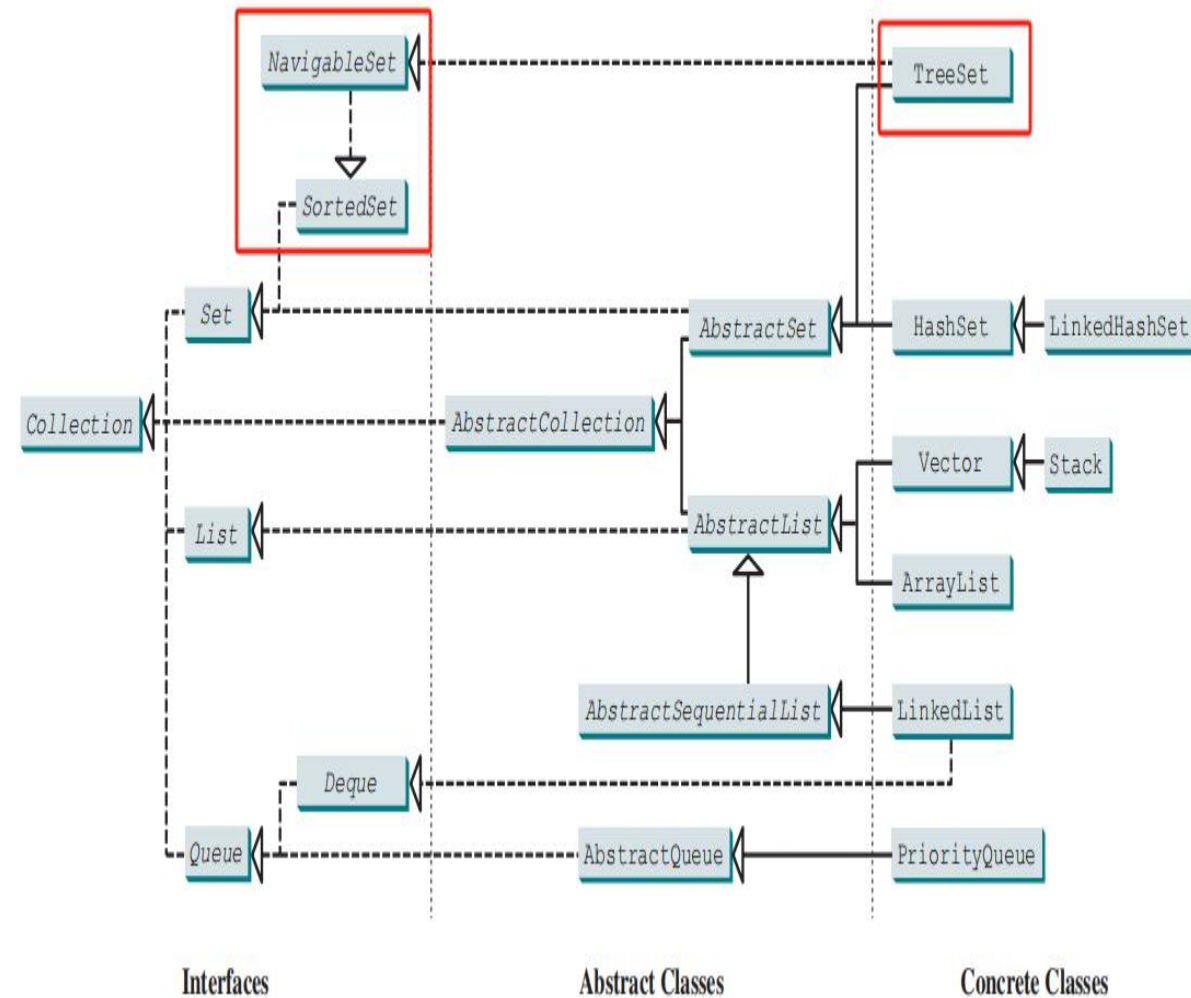 NavigableSet
TreeSet
SortedSet
Set
AbstractSet
HashSet
LinkedHashSet
Collection
AbstractCollection
Vector
Stack
List
AbstractList
ArrayList
AbstractSequentialList
LinkedList
Deque
Queue
AbstractQueue
PriorityQueue
Interfaces
Abstract Classes
Concrete Classes